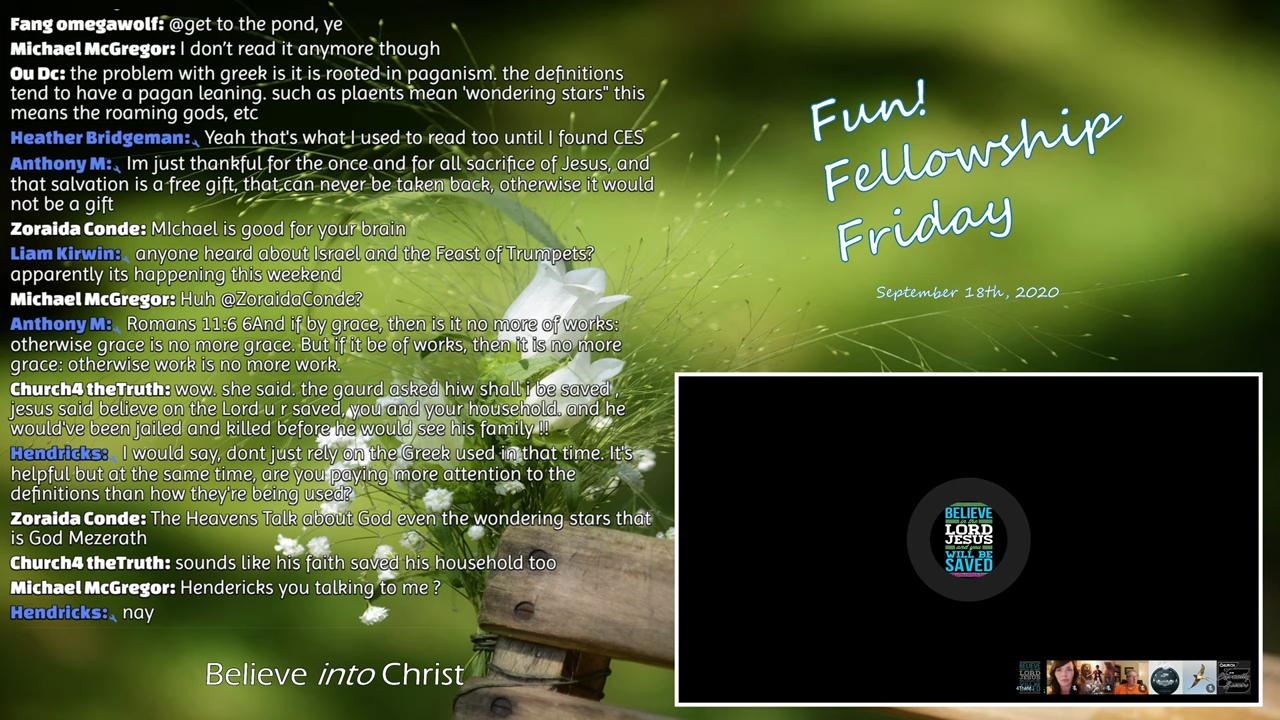 Fang omegawolf: @get to the pond, ye
Michael McGregor: I don't read it anymore though
Ou Dc: the problem with greek is it is rooted in paganism. the definitions
tend to have a pagan leaning. such as plaents mean 'wondering stars" this
means the roaming gods, etc
Heather Bridgeman: Yeah that's what I used to read too until I found CES
Anthony M: Im just thankful for the once and for all sacrifice of Jesus, and
that salvation is a free gift, that can never be taken back, otherwise it would
not be a gift
Zoraida Conde: MIchael is good for your brain
Liam Kirwin: anyone heard about Israel and the Feast of Trumpets?
apparently its happening this weekend
Michael McGregor: Huh @ZoraidaConde?
Anthony M: Romans 11:6 6And if by grace, then is it no more of works:
otherwise grace is no more grace. But if it be of works, then it is no more
grace: otherwise work is no more work.
Church4 theTruth: wow. she said. the gaurd asked hiw shall i be saved ,
jesus said believe on the Lord u r saved, you and your household. and he
would've been jailed and killed before he would see his family !!
Hendricks: I would say, dont just rely on the Greek used in that time. It's
helpful but at the same time, are you paying more attention to the
definitions than how they're being used?
Zoraida Conde: The Heavens Talk about God even the wondering stars that
is God Mezerath
Church4 theTruth: sounds like his faith saved his household too
Michael McGregor: Hendericks you talking to me ?
Hendricks: nay
Believe into Christ
Fun!
Fellowship
Friday
September 18th, 2020
BELIEVE
in the
LORD
JESUS
and you
WILL BE
SAVED